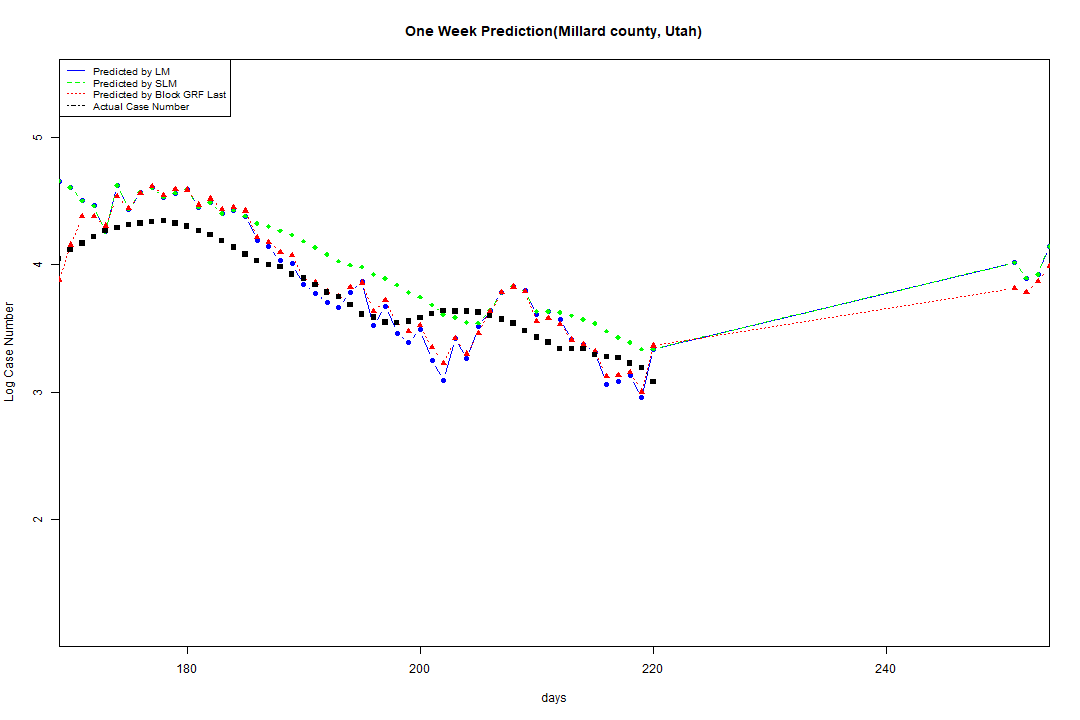 One Week Prediction(Millard county, Utah)
Predicted by LM
Predicted by SLM
Predicted by Block GRF Last
Actual Case Number
5
4
3
2
Log Case Number
180 200 220 240
days